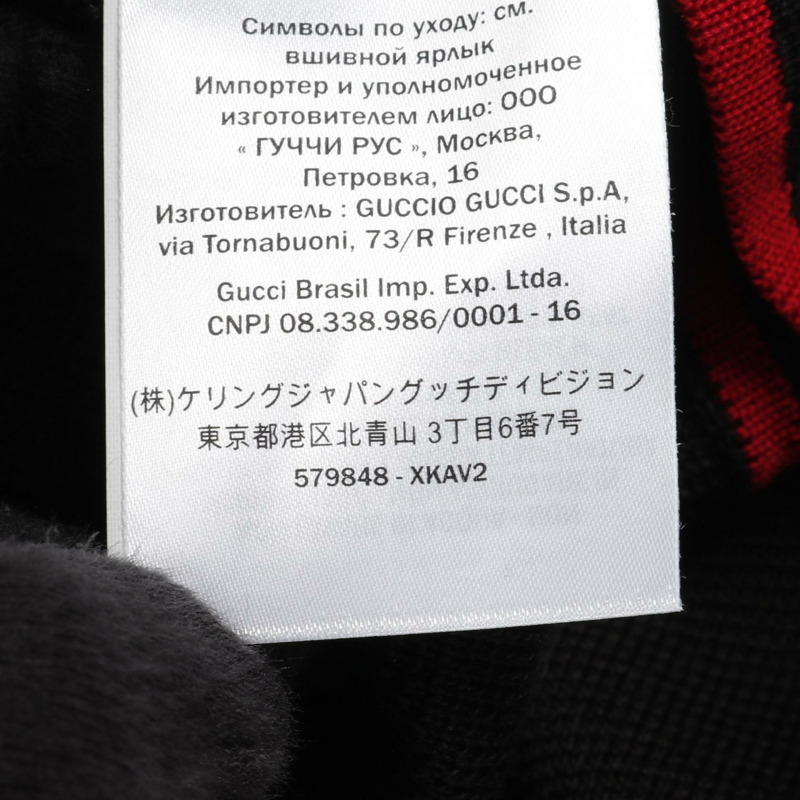 Символы по уходу: см.
вшивной ярлык
Импортер и уполномоченное
изготовителем лицо: ООО
« ГУЧЧИ РУС », Москва,
Петровка, 16
Изготовитель : GUCCIO GUCCI S.p.A,
via Tornabuoni, 73/R Firenze , Italia
Gucci Brasil Imp. Exp. Ltda.
CNPJ 08.338.986/0001 - 16
(株)ケリングジャパングッチディビジョン
東京都港区北青山 3丁目6番7号
579848 - XKAV2